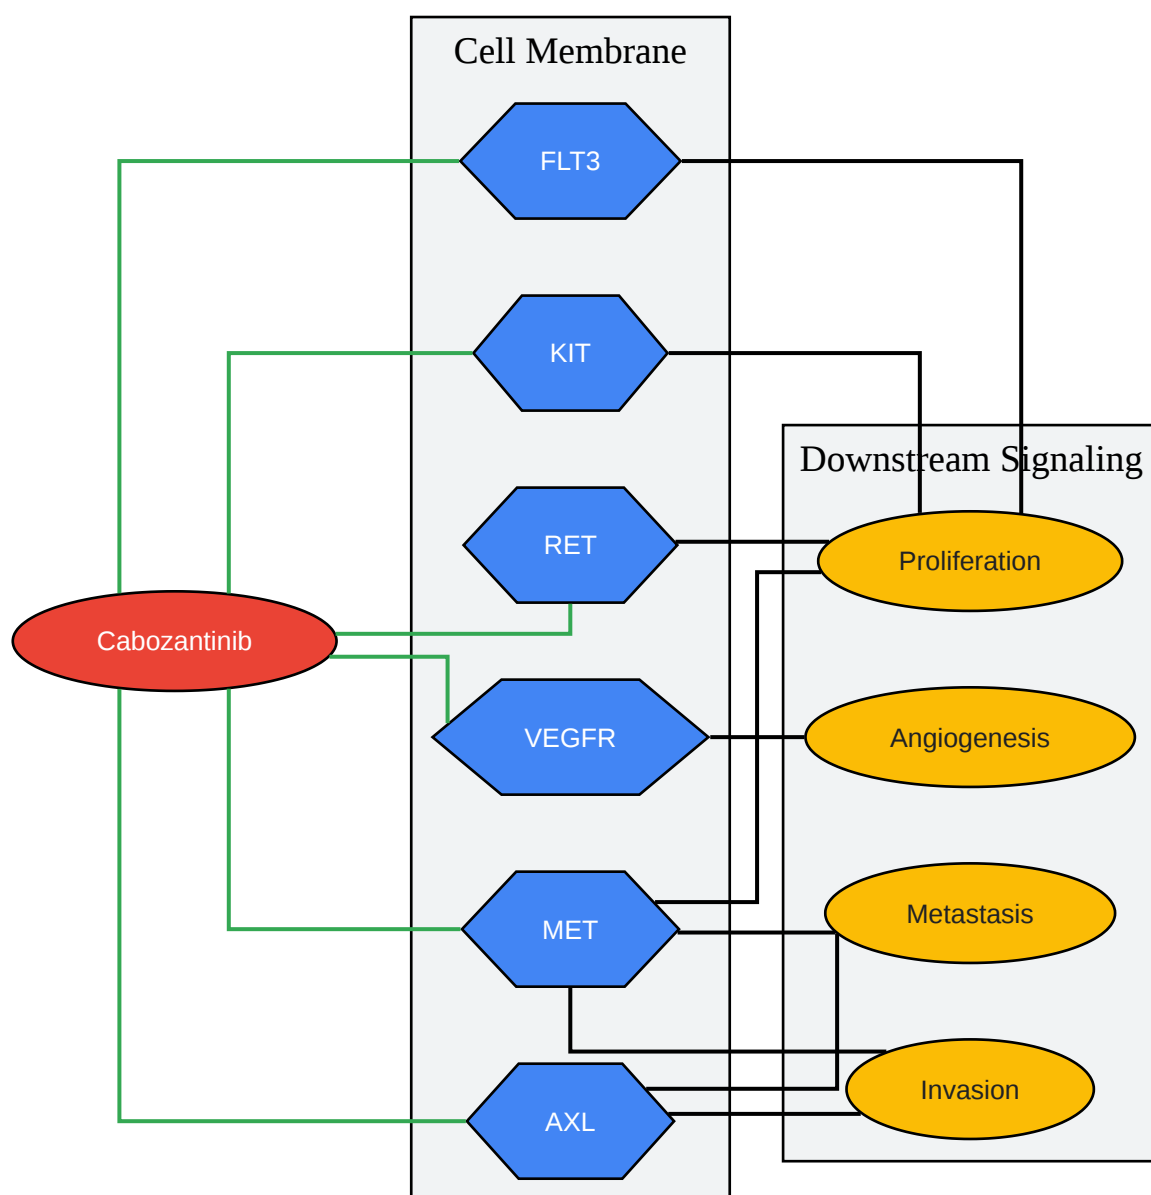 Cell Membrane
FLT3
KIT
RET
VEGFR
MET
AXL
Cabozantinib
Downstream Signaling
Proliferation
Angiogenesis
Metastasis
Invasion